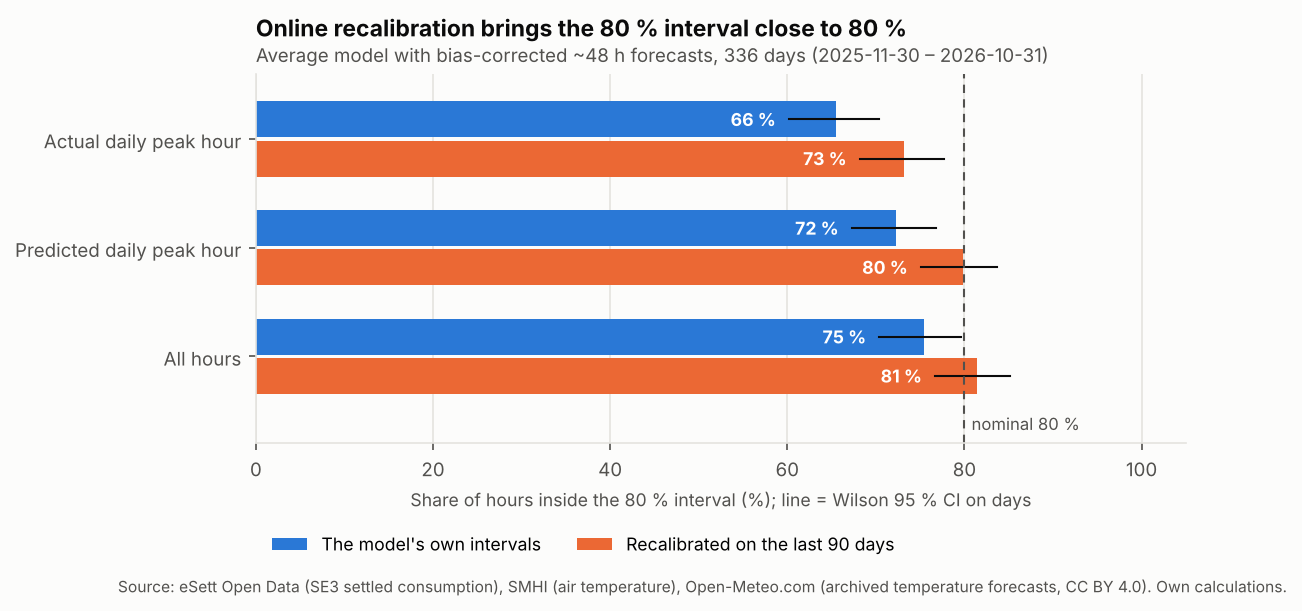 Online recalibration brings the 80 % interval close to 80 %
Average model with bias-corrected ~48 h forecasts, 336 days (2025-11-30 – 2026-10-31)
Actual daily peak hour
66 %
73 %
Predicted daily peak hour
72 %
80 %
All hours
75 %
81 %
nominal 80 %
0 20 40 60 80 100
Share of hours inside the 80 % interval (%); line = Wilson 95 % CI on days
The model's own intervals
Recalibrated on the last 90 days
Source: eSett Open Data (SE3 settled consumption), SMHI (air temperature), Open-Meteo.com (archived temperature forecasts, CC BY 4.0). Own calculations.